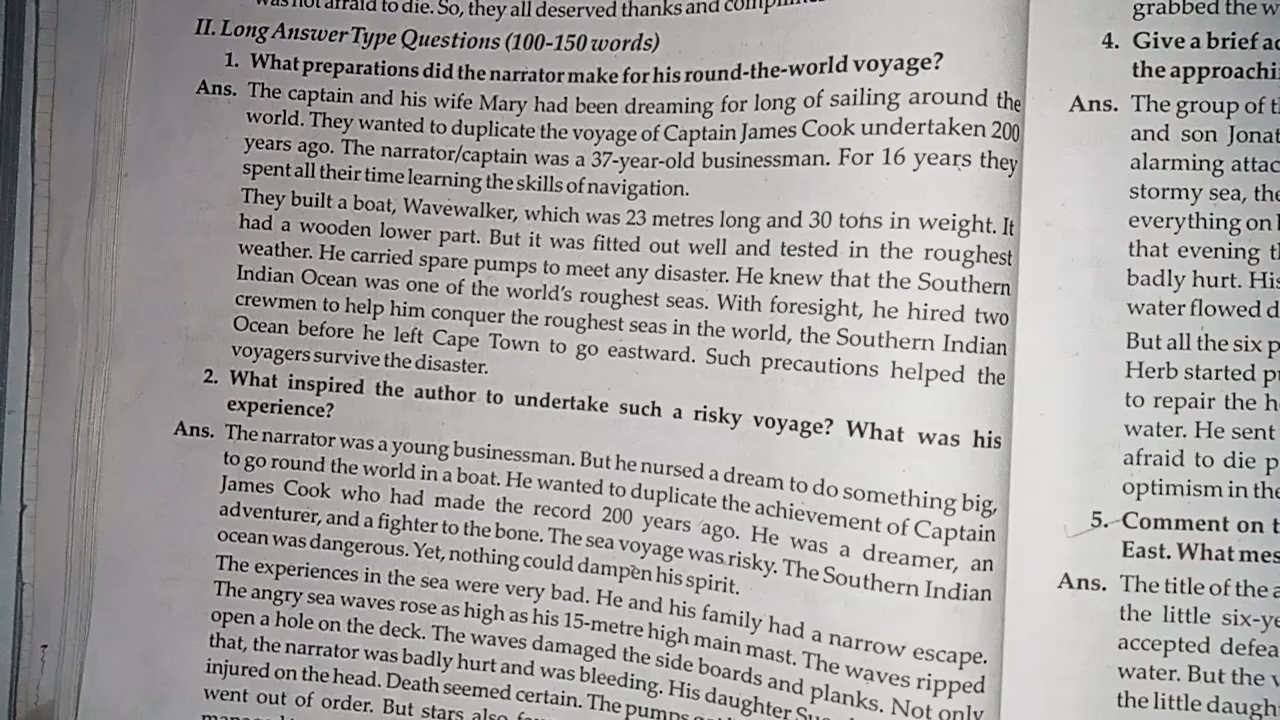 was not afraid to die. So, they all deserved thanks and
II. Long Answer Type Questions (100-150 words)
1. What preparations did the narrator make for his round-the-world voyage?
Ans. The captain and his wife Mary had been dreaming for long of sailing around the
world. They wanted to duplicate the voyage of Captain James Cook undertaken 200
years ago. The narrator/captain was a 37-year-old businessman. For 16 years they
spent all their time learning the skills of navigation.
They built a boat, Wavewalker, which was 23 metres long and 30 tons in weight. It
had a wooden lower part. But it was fitted out well and tested in the roughest
weather. He carried spare pumps to meet any disaster. He knew that the Southern
Indian Ocean was one of the world's roughest seas. With foresight, he hired two
crewmen to help him conquer the roughest seas in the world, the Southern Indian
Ocean before he left Cape Town to go eastward. Such precautions helped the
voyagers survive the disaster.
2. What inspired the author to undertake such a risky voyage? What was his
experience?
Ans. The narrator was a young businessman. But he nursed a dream to do something big,
to go round the world in a boat. He wanted to duplicate the achievement of Captain
James Cook who had made the record 200 years ago. He was a dreamer, an
adventurer, and a fighter to the bone. The sea voyage was risky. The Southern Indian
ocean was dangerous. Yet, nothing could dampen his spirit.
The experiences in the sea were very bad. He and his family had a narrow escape.
The angry sea waves rose as high as his 15-metre high main mast. The waves ripped
open a hole on the deck. The waves damaged the side boards and planks. Not only
that, the narrator was badly hurt and was bleeding. His daughter
injured on the head. Death seemed certain. The pumps
went out of order. But stars also
grabbed the w
4. Give a brief ac
the approachi
Ans. The group of t
and son Jonat
alarming attac
stormy sea, the
everything on
that evening t
badly hurt. His
water flowed d
But all the six p
Herb started p
to repair the h
water. He sent
afraid to die p
optimism in the
5. Comment on t
East. What mes
Ans. The title of the a
the little six-ye
accepted defea
water. But the
the little daugh